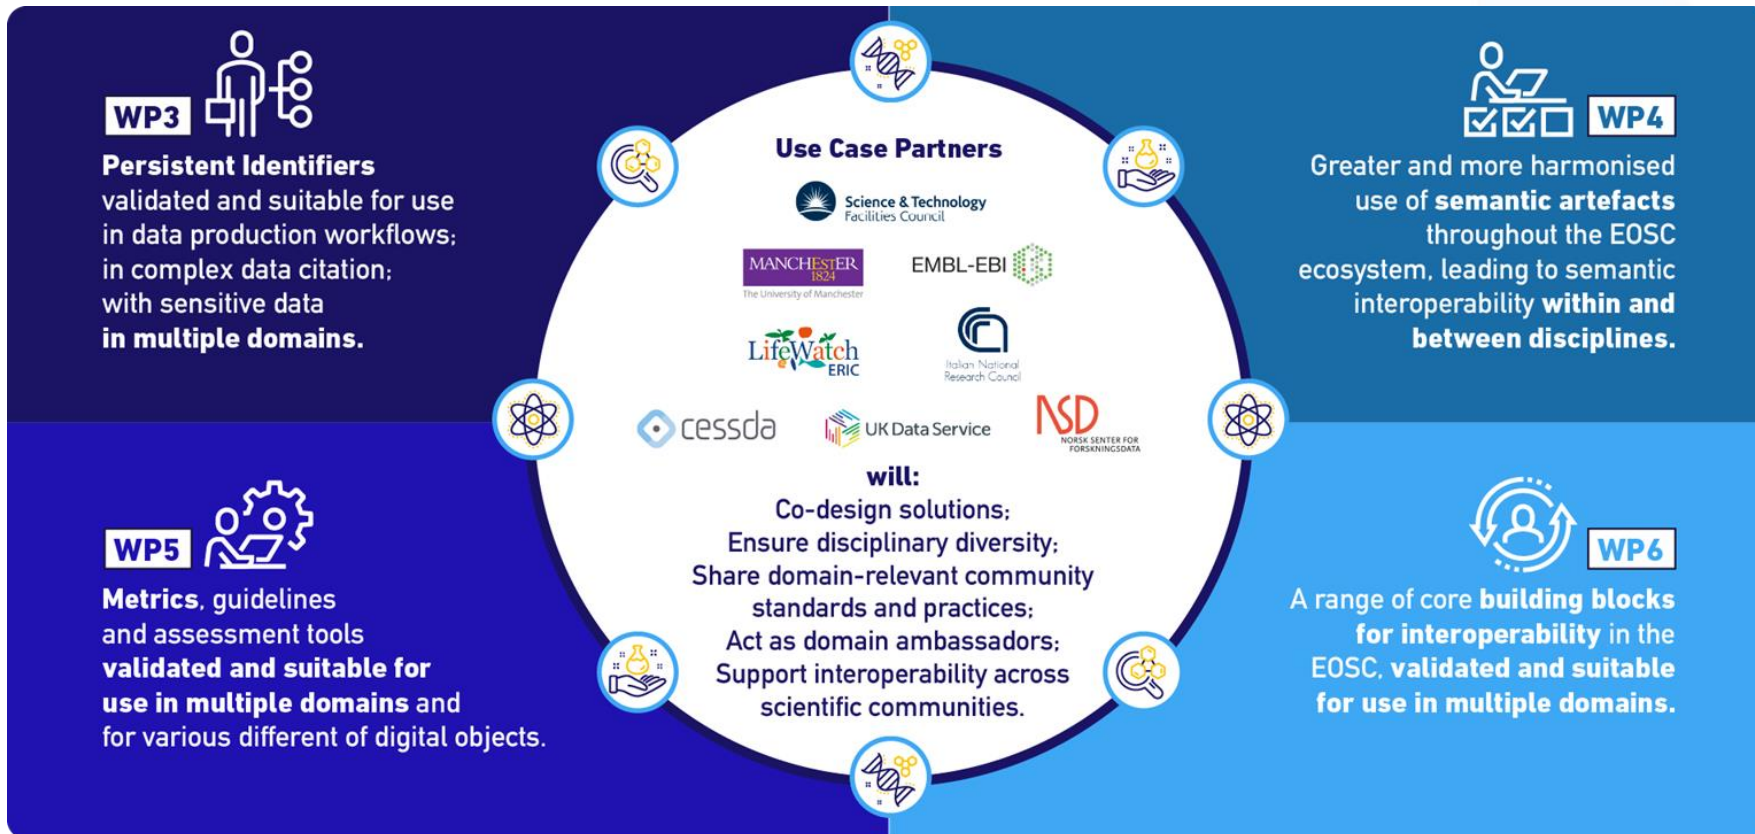 WP3
Persistent Identifiers
validated and suitable for use
in data production workflows;
in complex data citation;
with sensitive data
in multiple domains.
WP4
Greater and more harmonised
use of semantic artefacts
throughout the EOSC
ecosystem, leading to semantic
interoperability within and
between disciplines.
Use Case Partners
Science & Technology
Facilities Council
MANCHESTER
1824
The University of Manchester
EMBL-EBI
LifeWatch
ERIC
Italian National
Research Council
cessda
UK Data Service
NSD
NORSK SENTER FOR
FORSKNINGSDATA
will:
Co-design solutions;
Ensure disciplinary diversity;
Share domain-relevant community
standards and practices;
Act as domain ambassadors;
Support interoperability across
scientific communities.
WP5
Metrics, guidelines
and assessment tools
validated and suitable for
use in multiple domains and
for various different of digital objects.
WP6
A range of core building blocks
for interoperability in the
EOSC, validated and suitable
for use in multiple domains.